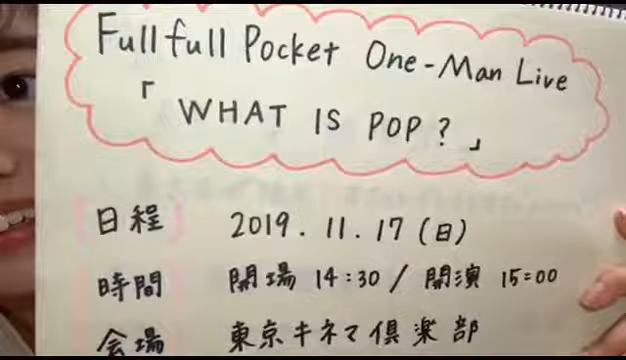 Fullfull Pocket One-Man Live
「 WHAT IS POP? 」
日程 2019. 11. 17 (日)
時間 開場 14:30 / 開演 15:00
会場 東京キネマ倶楽部